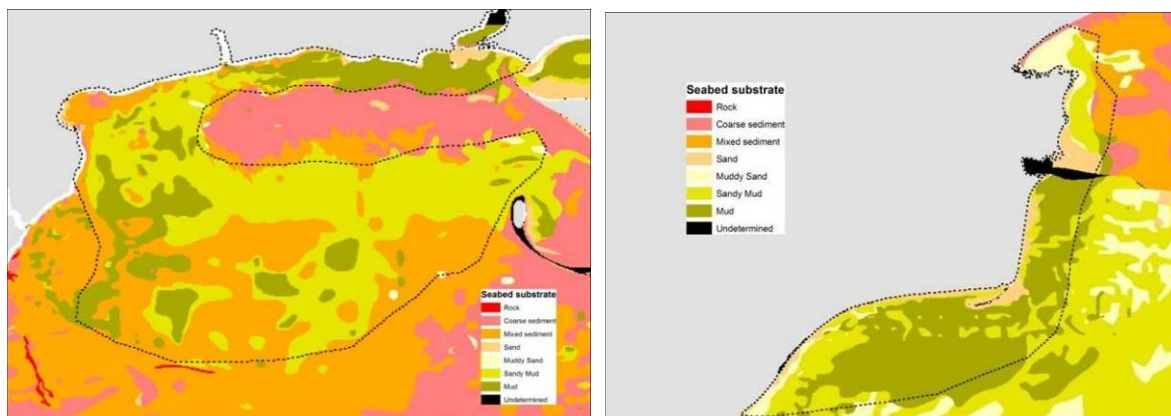 Seabed substrate
Rock
Coarse sediment
Mixed sediment
Sand
Muddy Sand
Sandy Mud
Mud
Undetermined
Seabed substrate
Rock
Coarse sediment
Mixed sediment
Sand
Muddy Sand
Sandy Mud
Mud
Undetermined